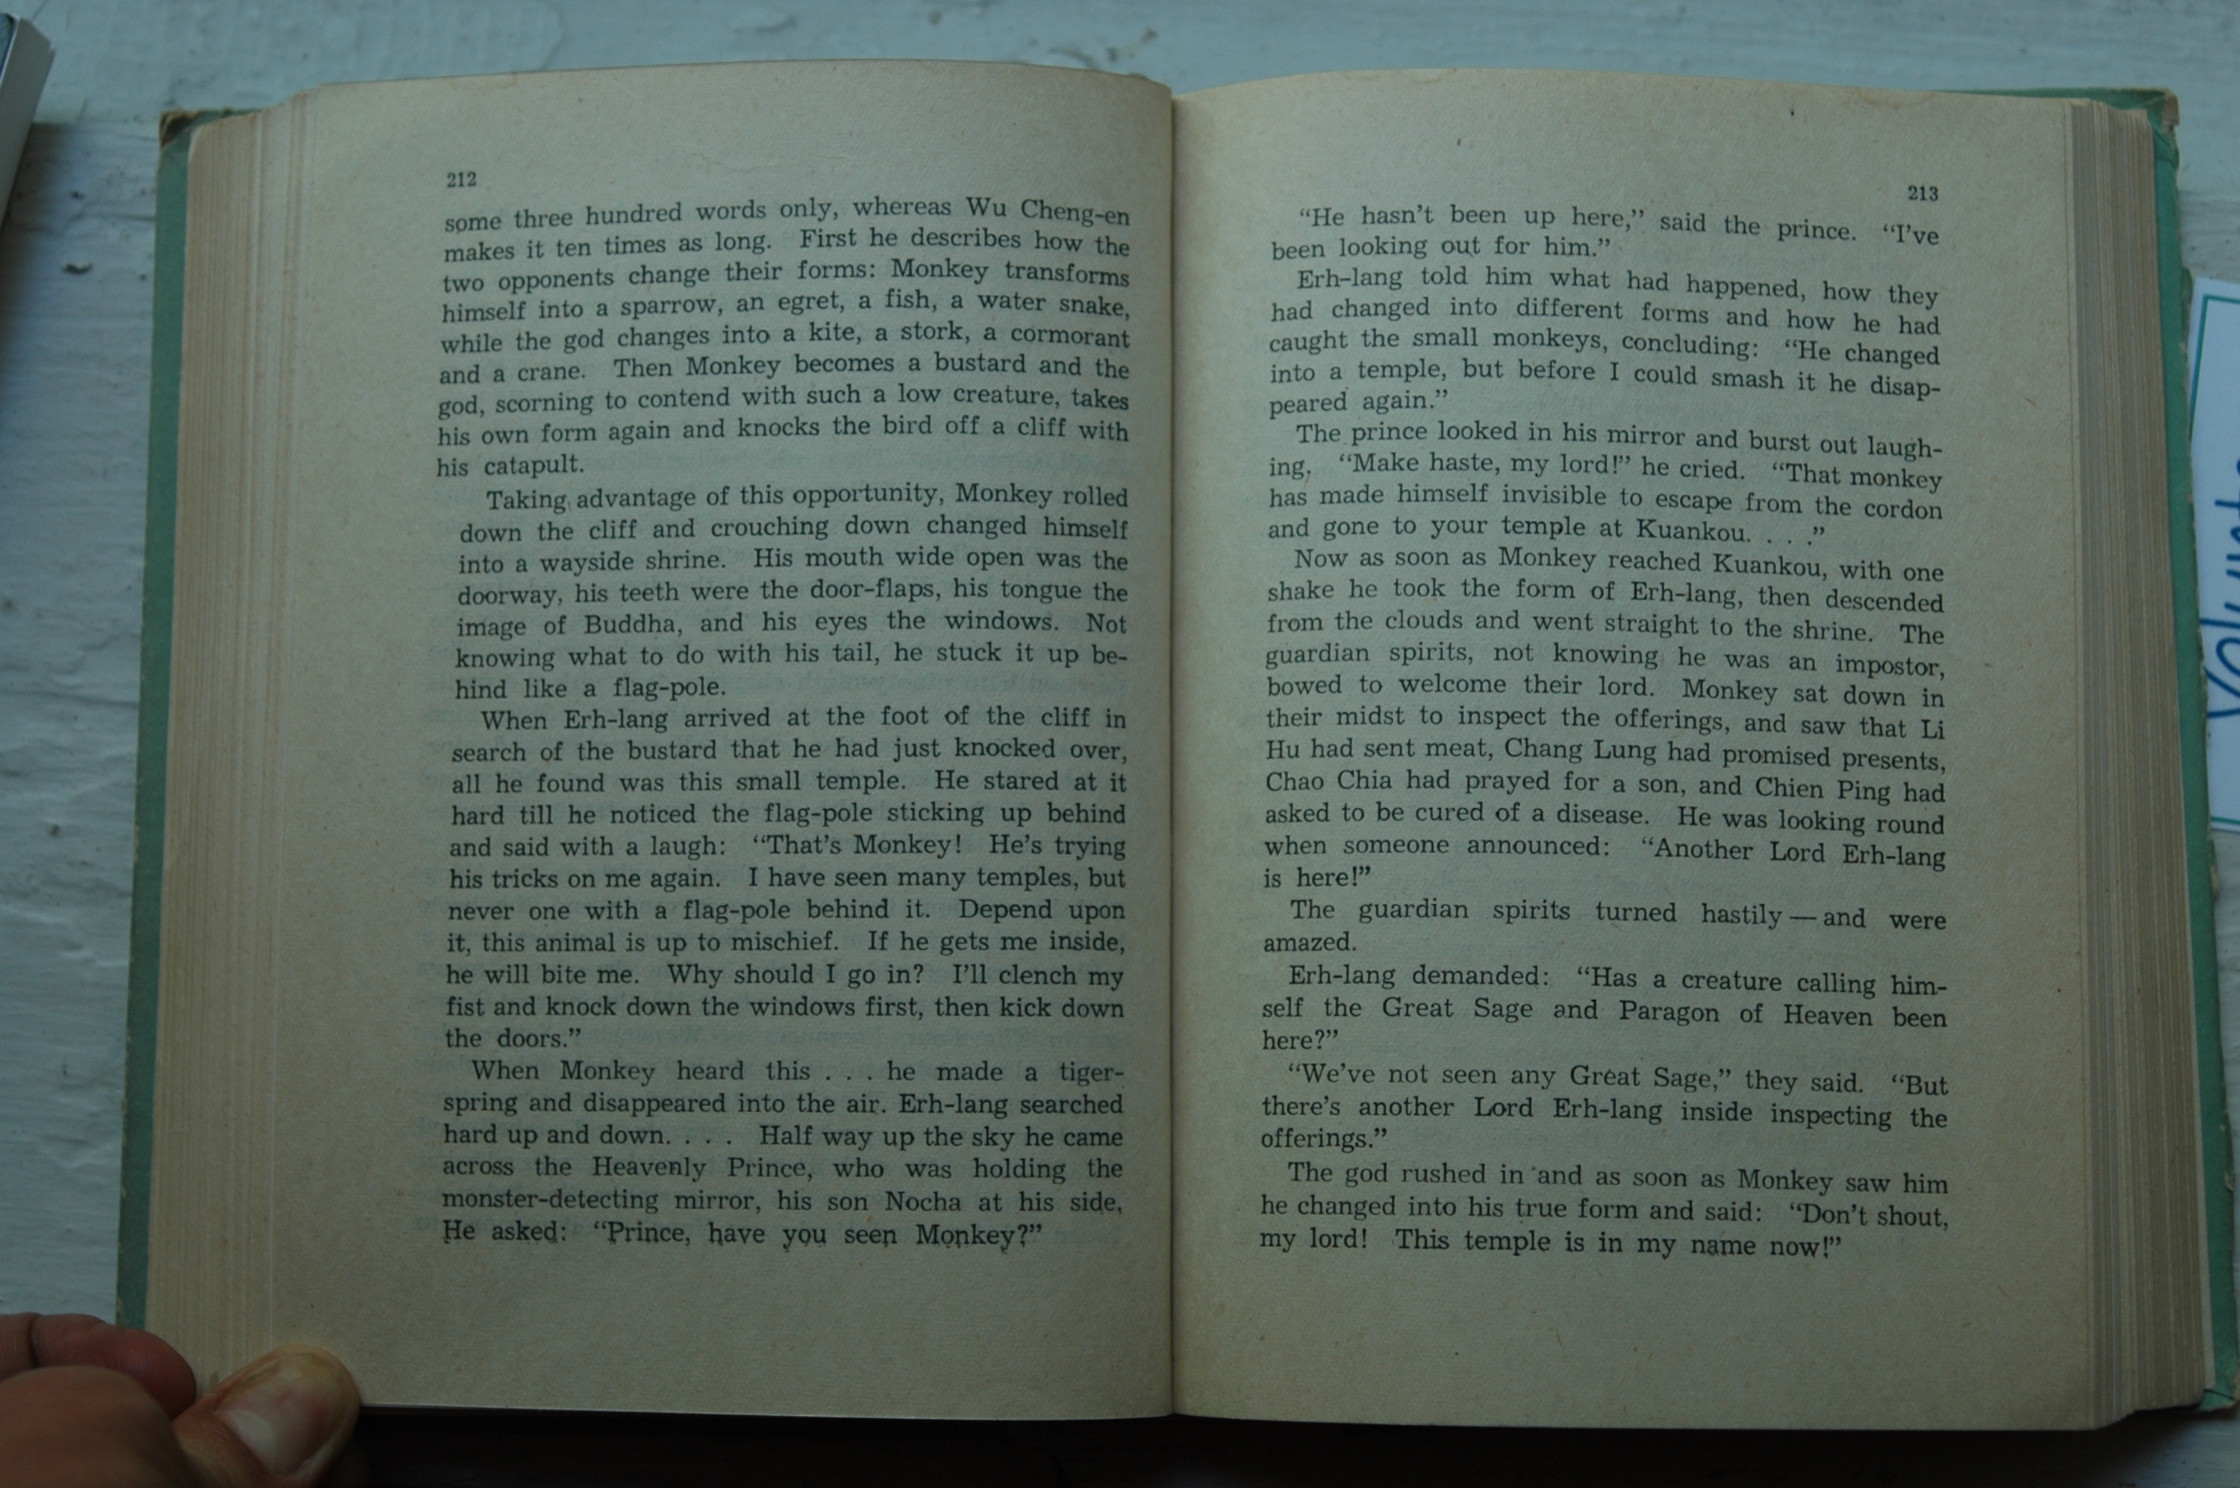 212
some three hundred words only, whereas Wu Cheng-en
makes it ten times as long. First he describes how the
two opponents change their forms: Monkey transforms
himself into a sparrow, an egret, a fish, a water snake,
while the god changes into a kite, a stork, a cormorant
and a crane. Then Monkey becomes a bustard and the
god, scorning to contend with such a low creature, takes
his own form again and knocks the bird off a cliff with
his catapult.
Taking advantage of this opportunity, Monkey rolled
down the cliff and crouching down changed himself
into a wayside shrine. His mouth wide open was the
doorway, his teeth were the door-flaps, his tongue the
image of Buddha, and his eyes the windows. Not
knowing what to do with his tail, he stuck it up be-
hind like a flag-pole.
When Erh-lang arrived at the foot of the cliff in
search of the bustard that he had just knocked over,
all he found was this small temple. He stared at it
hard till he noticed the flag-pole sticking up behind
and said with a laugh: “That’s Monkey! He’s trying
his tricks on me again. I have seen many temples, but
never one with a flag-pole behind it. Depend upon
it, this animal is up to mischief. If he gets me inside,
he will bite me. Why should I go in? I’ll clench my
fist and knock down the windows first, then kick down
the doors.”
When Monkey heard this . . . he made a tiger-
spring and disappeared into the air. Erh-lang searched
hard up and down. . . . Half way up the sky he came
across the Heavenly Prince, who was holding the
monster-detecting mirror, his son Nocha at his side.
He asked: “Prince, have you seen Monkey?”
213
“He hasn’t been up here,” said the prince. “I’ve
been looking out for him.”
Erh-lang told him what had happened, how they
had changed into different forms and how he had
caught the small monkeys, concluding: “He changed
into a temple, but before I could smash it he disap-
peared again.”
The prince looked in his mirror and burst out laugh-
ing. “Make haste, my lord!” he cried. “That monkey
has made himself invisible to escape from the cordon
and gone to your temple at Kuankou. . . .”
Now as soon as Monkey reached Kuankou, with one
shake he took the form of Erh-lang, then descended
from the clouds and went straight to the shrine. The
guardian spirits, not knowing he was an impostor,
bowed to welcome their lord. Monkey sat down in
their midst to inspect the offerings, and saw that Li
Hu had sent meat, Chang Lung had promised presents,
Chao Chia had prayed for a son, and Chien Ping had
asked to be cured of a disease. He was looking round
when someone announced: “Another Lord Erh-lang
is here!”
The guardian spirits turned hastily — and were
amazed.
Erh-lang demanded: “Has a creature calling him-
self the Great Sage and Paragon of Heaven been
here?”
“We’ve not seen any Great Sage,” they said. “But
there’s another Lord Erh-lang inside inspecting the
offerings.”
The god rushed in and as soon as Monkey saw him
he changed into his true form and said: “Don’t shout,
my lord! This temple is in my name now!”